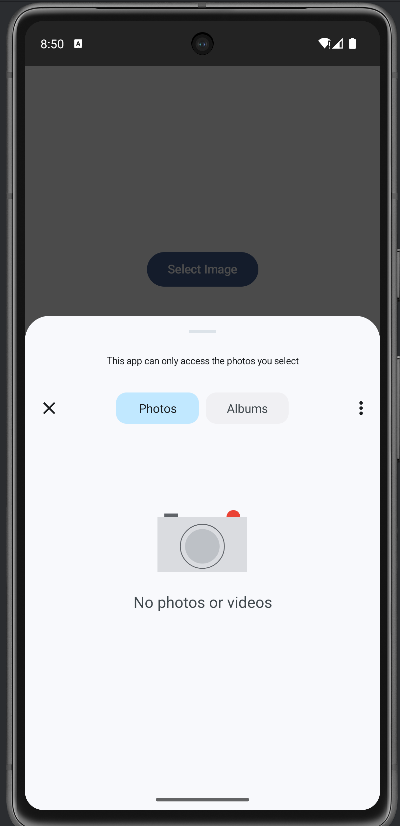 8:50 A
Select Image
This app can only access the photos you select
Photos Albums
No photos or videos